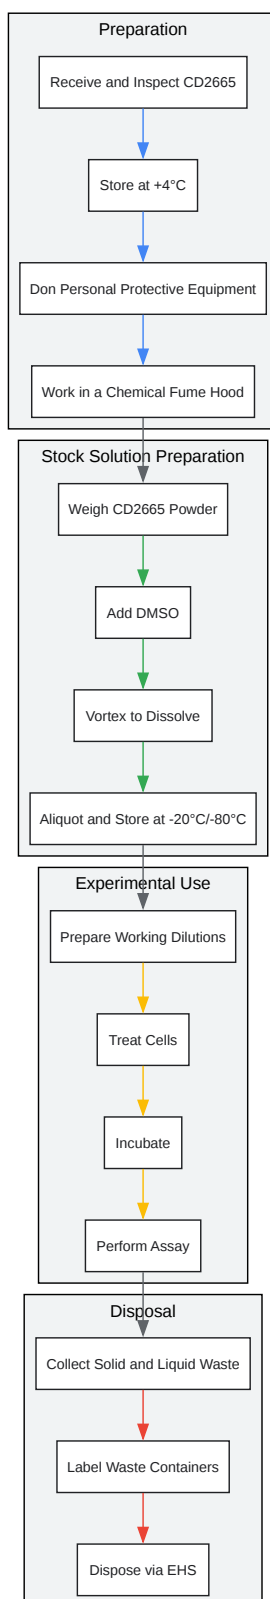 Preparation
Receive and Inspect CD2665
Store at +4°C
Don Personal Protective Equipment
Work in a Chemical Fume Hood
Stock Solution Preparation
Weigh CD2665 Powder
Add DMSO
Vortex to Dissolve
Aliquot and Store at -20°C/-80°C
Experimental Use
Prepare Working Dilutions
Treat Cells
Incubate
Perform Assay
Disposal
Collect Solid and Liquid Waste
Label Waste Containers
Dispose via EHS